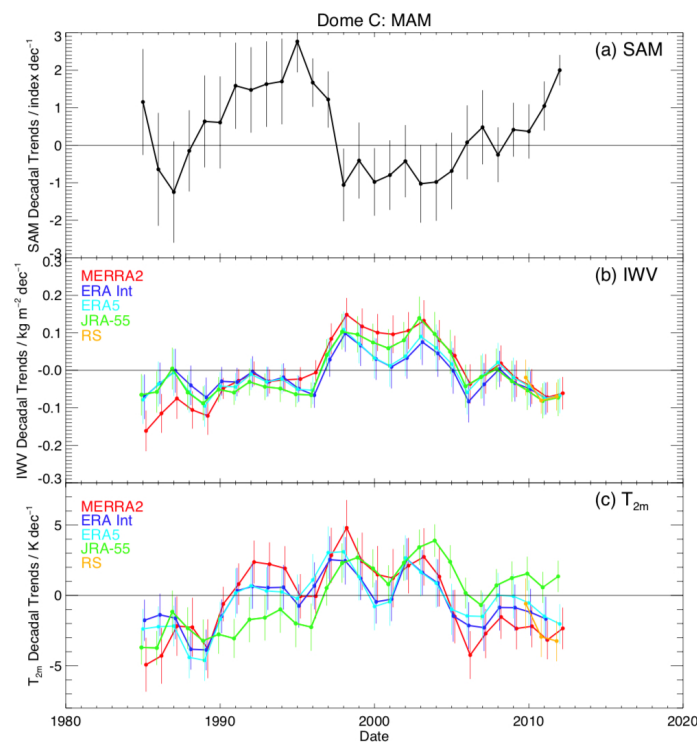 Dome C: MAM
(a) SAM
SAM Decadal Trends / index dec⁻¹
3
2
1
0
-1
-2
-3
(b) IWV
MERRA2
ERA Int
ERA5
JRA-55
RS
IWV Decadal Trends / kg m⁻² dec⁻¹
0.3
0.2
0.1
-0.0
-0.1
-0.2
-0.3
(c) T₂ₘ
MERRA2
ERA Int
ERA5
JRA-55
RS
T₂ₘ Decadal Trends / K dec⁻¹
5
0
-5
1980 1990 2000 2010 2020
Date